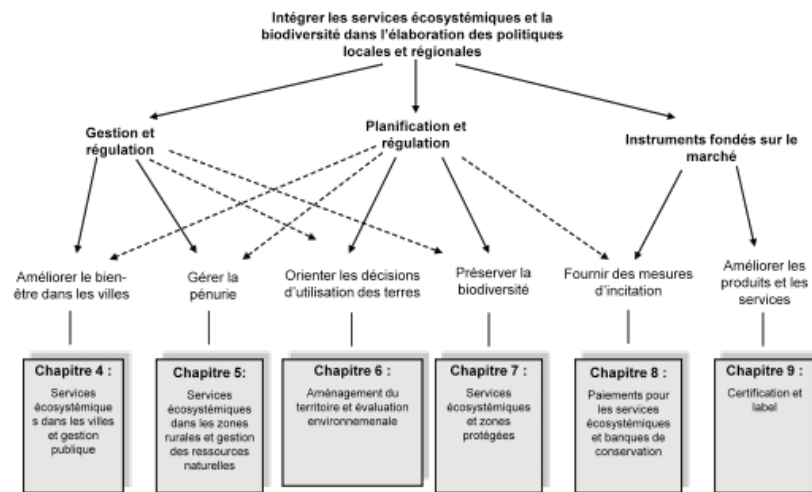 Intégrer les services écosystémiques et la
biodiversité dans l'élaboration des politiques
locales et régionales
Gestion et
régulation
Planification et
régulation
Instruments fondés sur le
marché
Améliorer le bien-
être dans les villes
Gérer la
pénurie
Orienter les décisions
d'utilisation des terres
Préserver la
biodiversité
Fournir des mesures
d'incitation
Améliorer les
produits et les
services
Chapitre 4 :
Services
écosystémique
s dans les villes
et gestion
publique
Chapitre 5:
Services
écosystémiques
dans les zones
rurales et gestion
des ressources
naturelles
Chapitre 6 :
Aménagement du
territoire et évaluation
environnemenale
Chapitre 7 :
Services
écosystémiques
et zones
protégées
Chapitre 8 :
Paiements pour
les services
écosystémiques
et banques de
conservation
Chapitre 9 :
Certification et
label